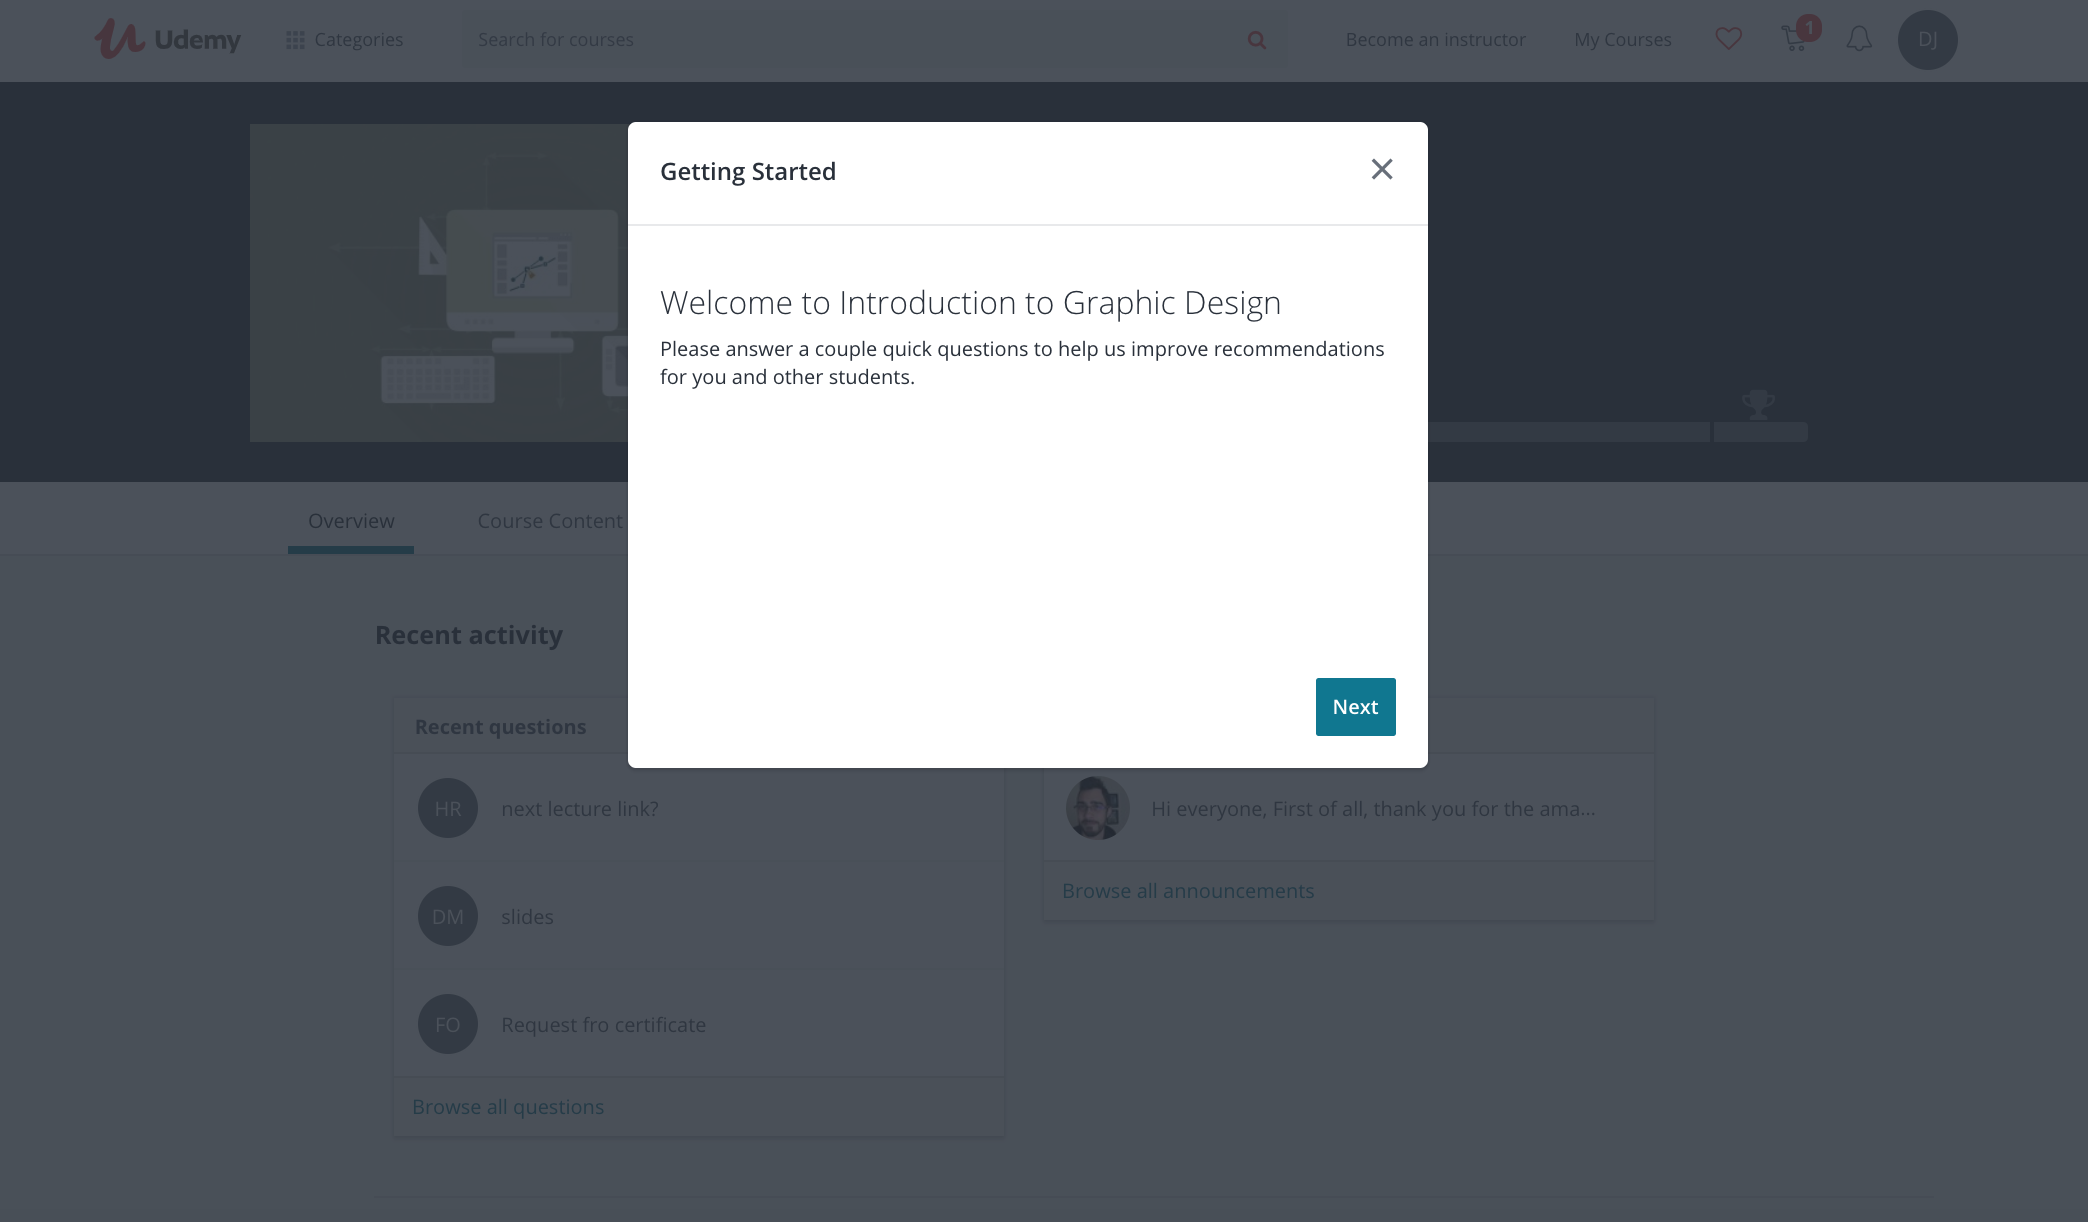 Udemy
Categories
Search for courses
Become an instructor
My Courses
1
DJ
Getting Started
Welcome to Introduction to Graphic Design
Please answer a couple quick questions to help us improve recommendations
for you and other students.
Next
Overview
Course Content
Recent activity
Recent questions
HR
next lecture link?
DM
slides
FO
Request fro certificate
Browse all questions
Hi everyone, First of all, thank you for the ama...
Browse all announcements